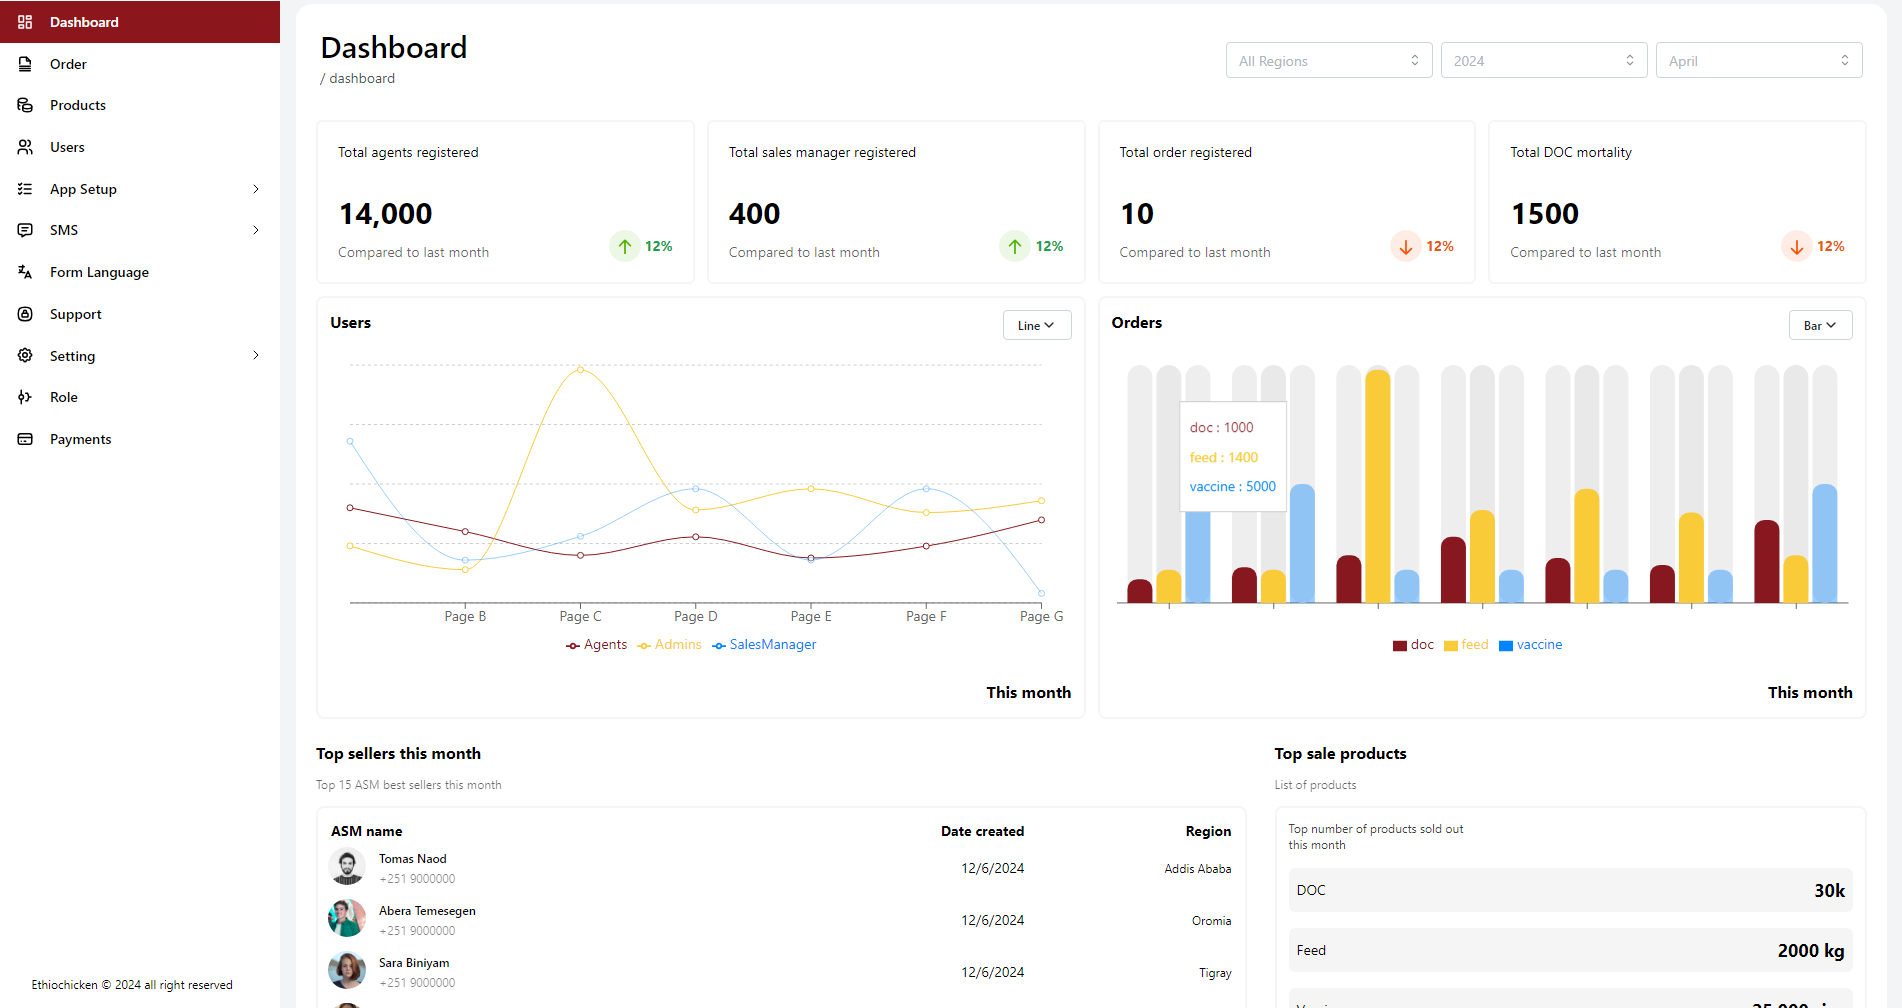 Dashboard
Order
Products
Users
App Setup
SMS
Form Language
Support
Setting
Role
Payments
Ethiochicken © 2024 all right reserved
Dashboard
/ dashboard
All Regions
2024
April
Total agents registered
14,000
Compared to last month
12%
Total sales manager registered
400
Compared to last month
12%
Total order registered
10
Compared to last month
12%
Total DOC mortality
1500
Compared to last month
12%
Users
Line
Page B Page C Page D Page E Page F Page G
Agents Admins SalesManager
This month
Orders
Bar
doc : 1000
feed : 1400
vaccine : 5000
doc feed vaccine
This month
Top sellers this month
Top 15 ASM best sellers this month
ASM name Date created Region
Tomas Naod
+251 9000000
12/6/2024
Addis Ababa
Abera Temesegen
+251 9000000
12/6/2024
Oromia
Sara Biniyam
+251 9000000
12/6/2024
Tigray
Top sale products
List of products
Top number of products sold out
this month
DOC 30k
Feed 2000 kg